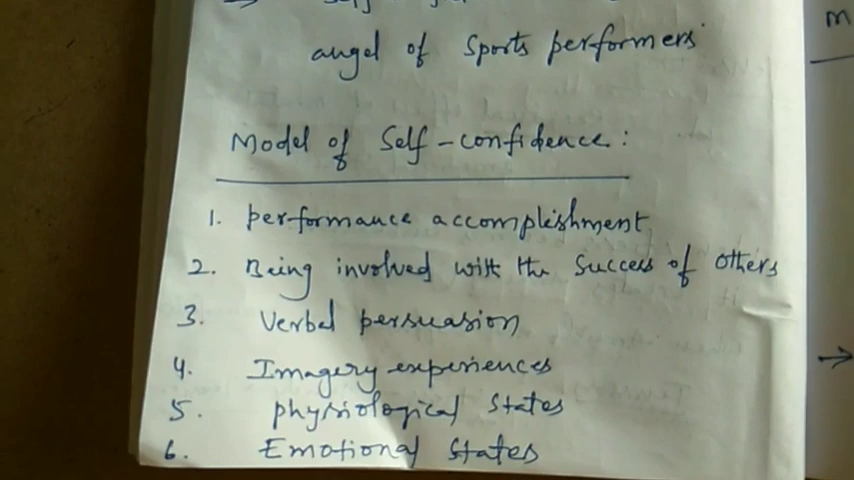 angel of Sports performers
Model of Self-confidence:
1. performance accomplishment
2. Being involved with the Success of others
3. Verbal persuasion
4. Imagery experiences
5. physiological States
6. Emotional States
m